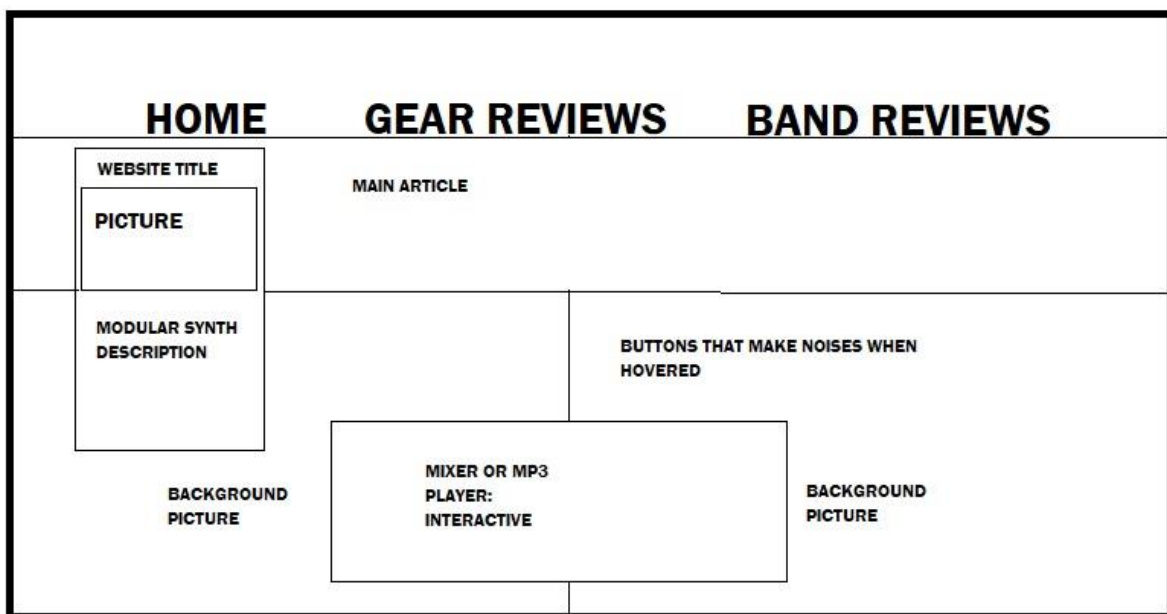 HOME
GEAR REVIEWS
BAND REVIEWS
WEBSITE TITLE
PICTURE
MAIN ARTICLE
MODULAR SYNTH
DESCRIPTION
BUTTONS THAT MAKE NOISES WHEN
HOVERED
BACKGROUND
PICTURE
MIXER OR MP3
PLAYER:
INTERACTIVE
BACKGROUND
PICTURE